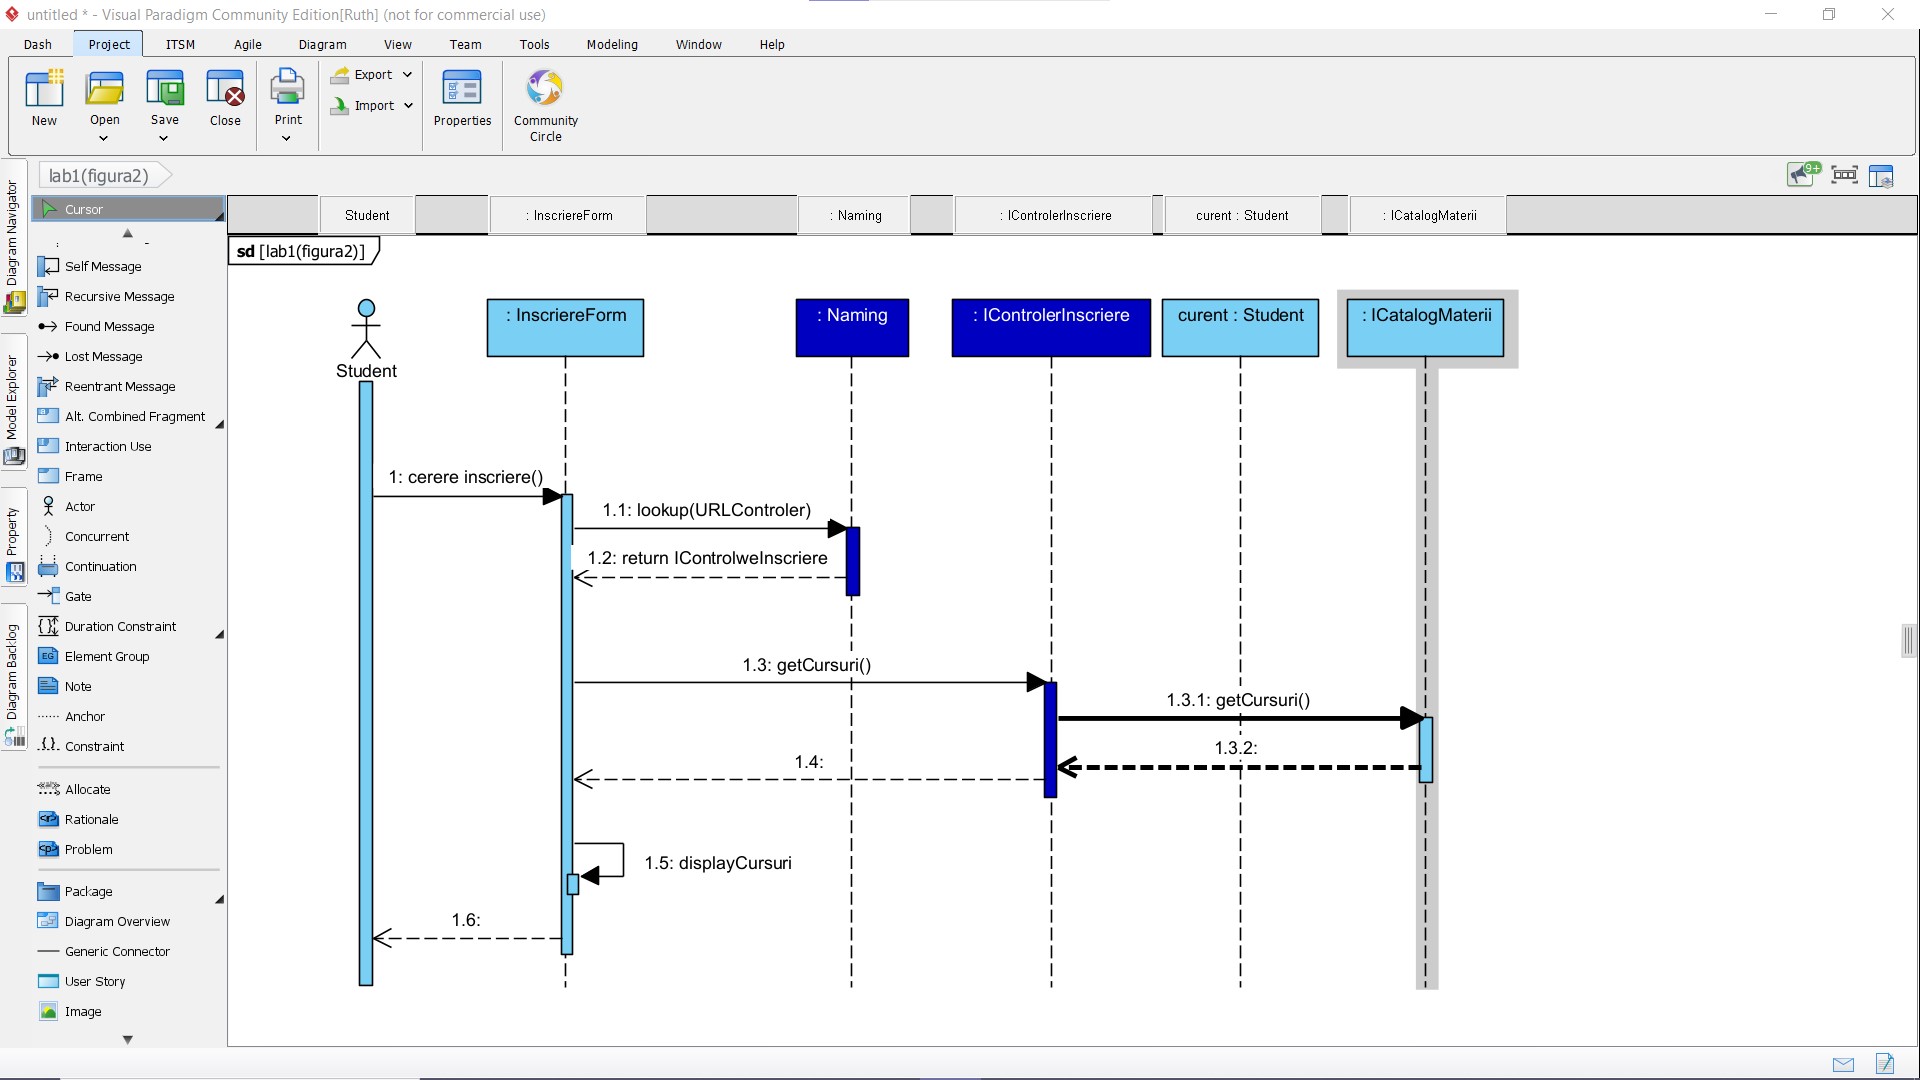 untitled * - Visual Paradigm Community Edition[Ruth] (not for commercial use)
Dash Project ITSM Agile Diagram View Team Tools Modeling Window Help
New Open Save Close Print Export Import Properties Community Circle
lab1(figura2)
9+
Diagram Navigator
Model Explorer
Property
Diagram Backlog
Cursor
Self Message
Recursive Message
Found Message
Lost Message
Reentrant Message
Alt. Combined Fragment
Interaction Use
Frame
Actor
Concurrent
Continuation
Gate
Duration Constraint
EG Element Group
Note
Anchor
Constraint
Allocate
Rationale
Problem
Package
Diagram Overview
Generic Connector
User Story
Image
Student : InscriereForm : Naming : IControlerInscriere curent : Student : ICatalogMaterii
sd [lab1(figura2)]
: InscriereForm : Naming : IControlerInscriere curent : Student : ICatalogMaterii
Student
1: cerere inscriere()
1.1: lookup(URLControler)
1.2: return IControlweInscriere
1.3: getCursuri()
1.3.1: getCursuri()
1.3.2:
1.4:
1.5: displayCursuri
1.6: